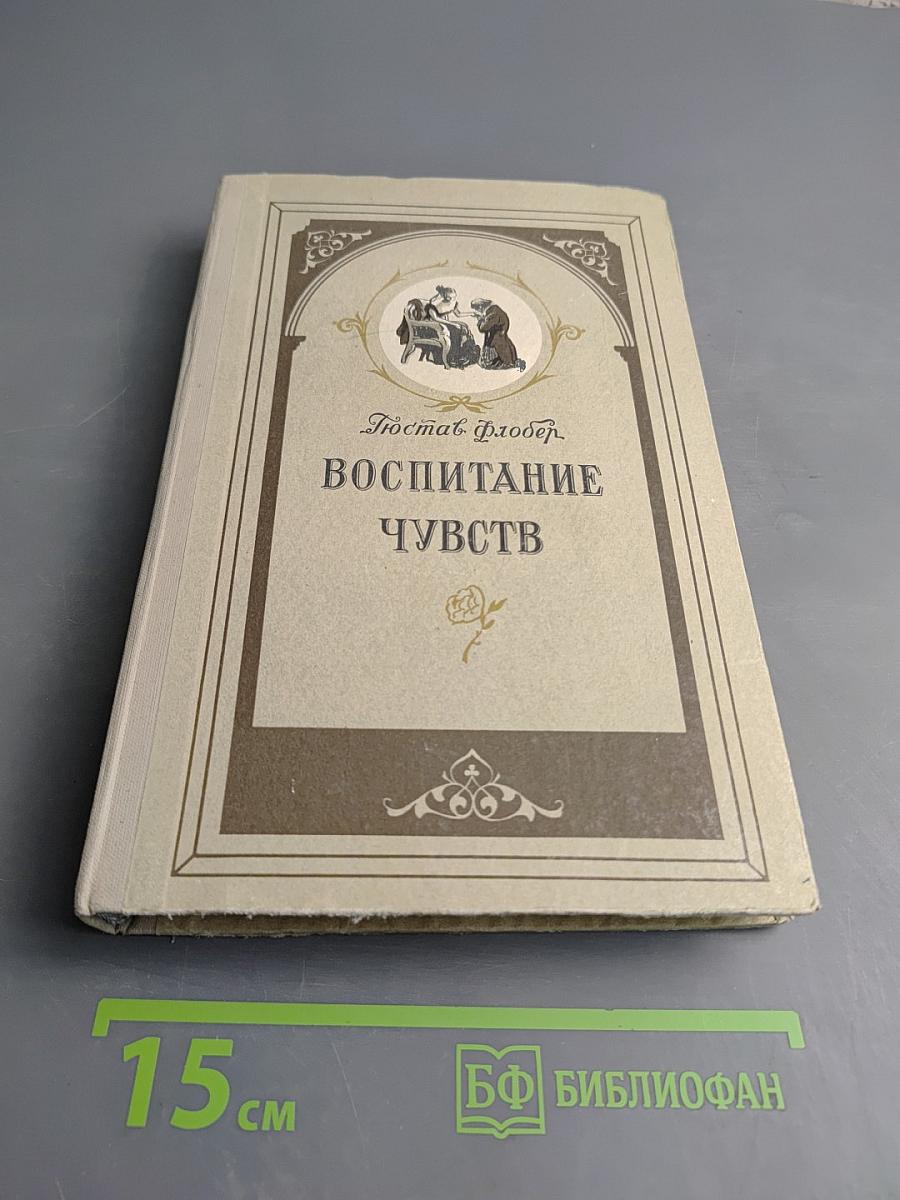 Гюстав Флобер
ВОСПИТАНИЕ
ЧУВСТВ
15 см
БФ БИБЛИОФАН